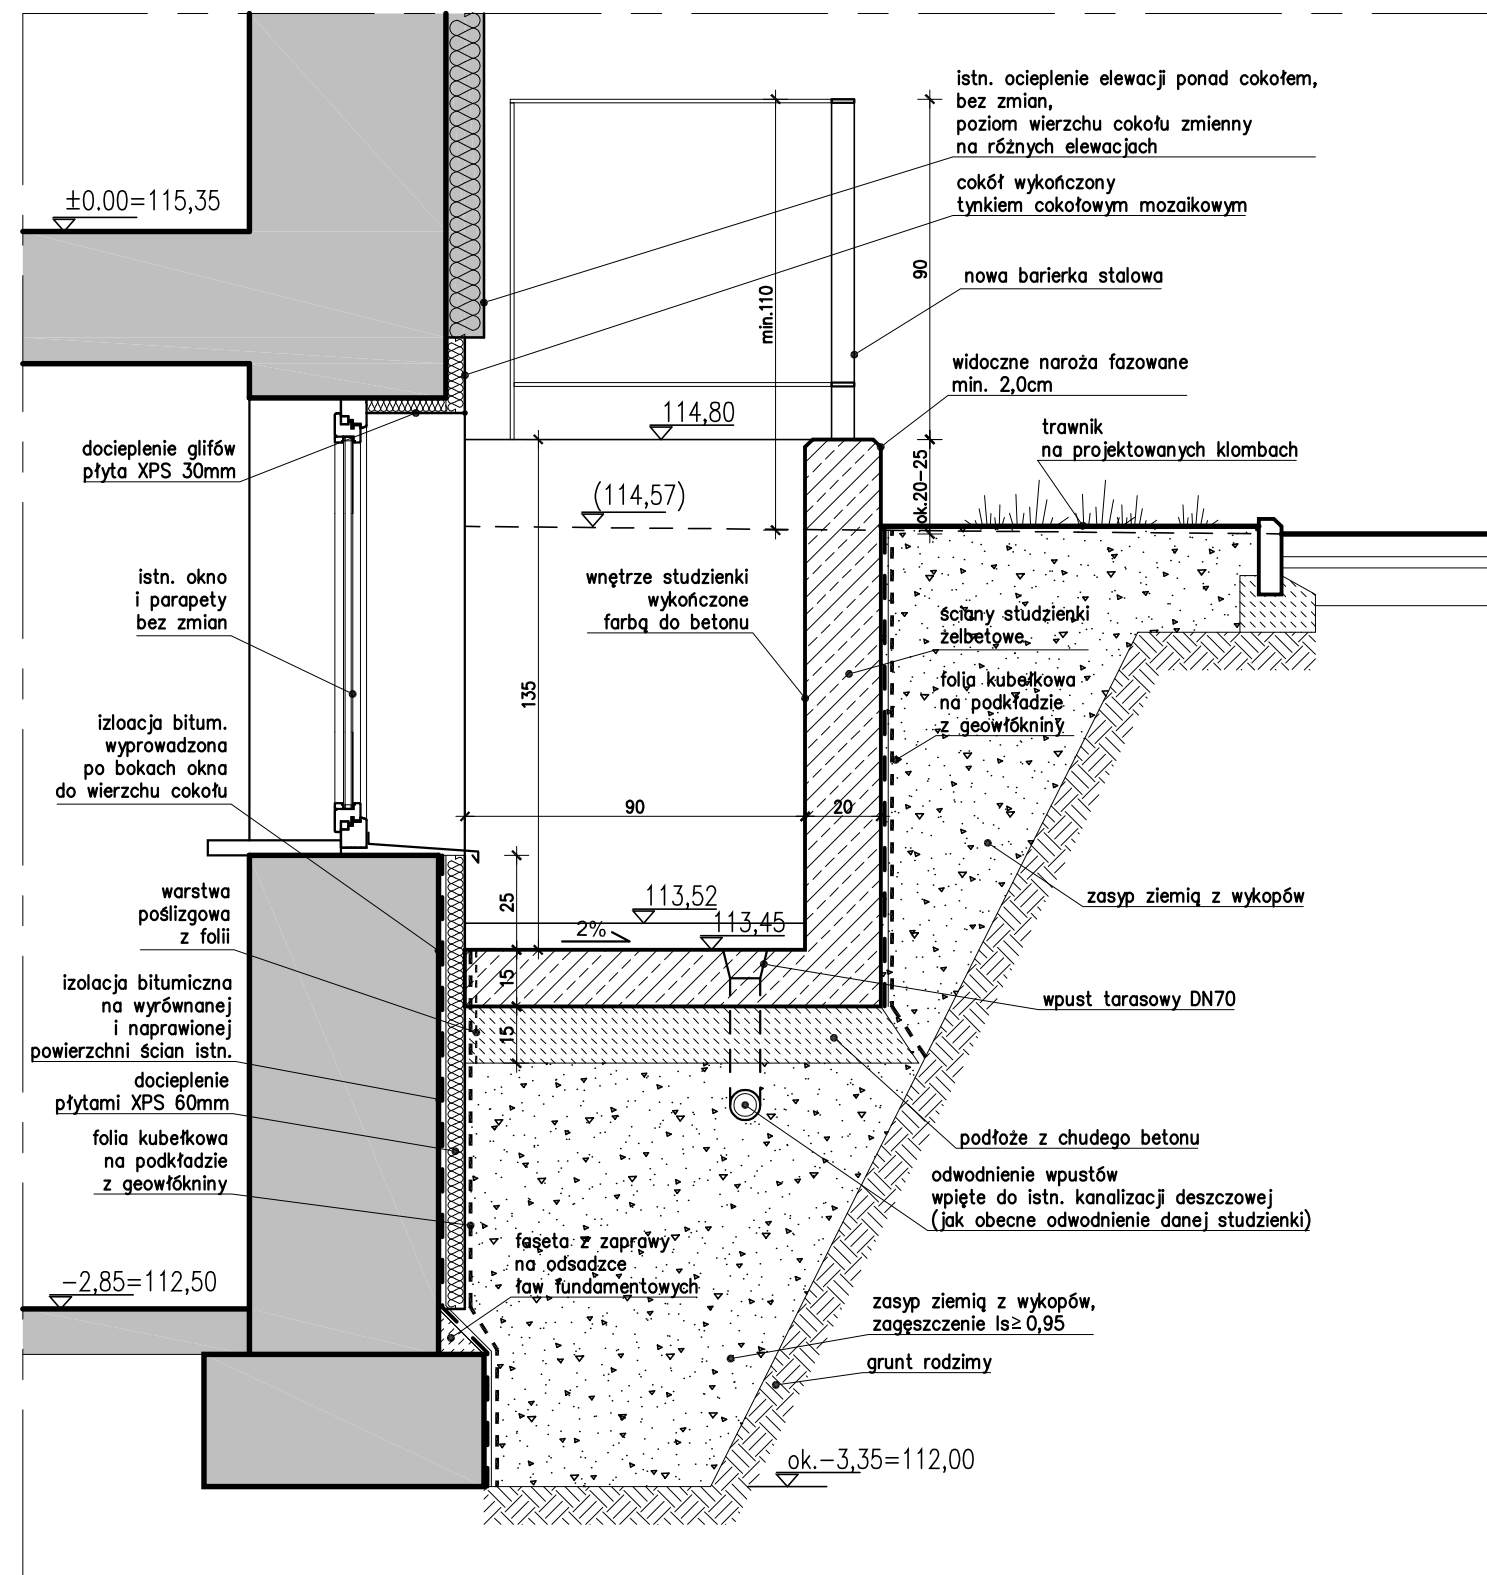 istn. ocieplenie elewacji ponad cokołem,
bez zmian,
poziom wierzchu cokołu zmienny
na różnych elewacjach
cokół wykończony
tynkiem cokołowym mozaikowym
±0.00=115,35
90
nowa barierka stalowa
min.110
widoczne naroża fazowane
min. 2,0cm
114,80
trawnik
na projektowanych klombach
docieplenie glifów
płyta XPS 30mm
ok.20-25
(114,57)
istn. okno
i parapety
bez zmian
wnętrze studzienki
wykończone
farbą do betonu
ściany studzienki
żelbetowe
135
folia kubełkowa
na podkładzie
z geowłókniny
izloacja bitum.
wyprowadzona
po bokach okna
do wierzchu cokołu
90
20
warstwa
poślizgowa
z folii
25
113,52
113,45
2%
zasyp ziemią z wykopów
izolacja bitumiczna
na wyrównanej
i naprawionej
powierzchni ścian istn.
15
15
wpust tarasowy DN70
docieplenie
płytami XPS 60mm
folia kubełkowa
na podkładzie
z geowłókniny
podłoże z chudego betonu
odwodnienie wpustów
wpięte do istn. kanalizacji deszczowej
(jak obecne odwodnienie danej studzienki)
faseta z zaprawy
na odsadzce
ław fundamentowych
-2,85=112,50
zasyp ziemią z wykopów,
zagęszczenie Is≥0,95
grunt rodzimy
ok.-3,35=112,00